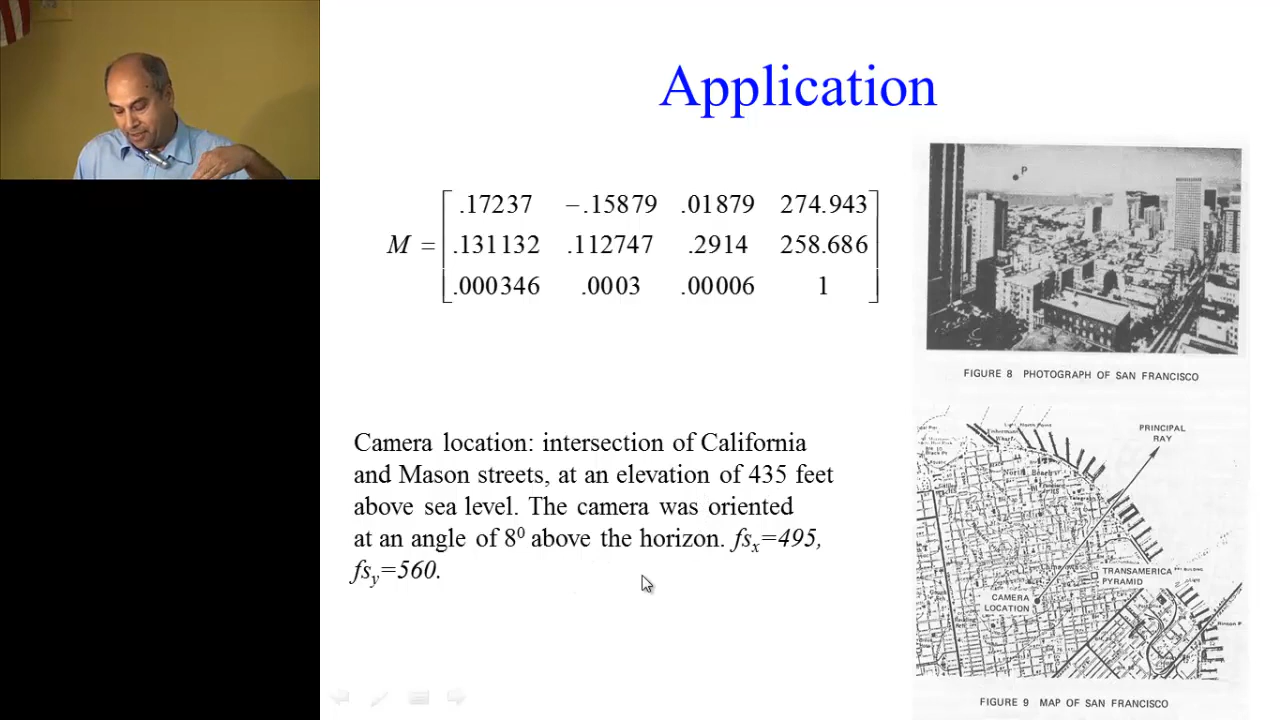 Application
M = [ .17237 −.15879 .01879 274.943
.131132 .112747 .2914 258.686
.000346 .0003 .00006 1 ]
P
FIGURE 8 PHOTOGRAPH OF SAN FRANCISCO
Camera location: intersection of California
and Mason streets, at an elevation of 435 feet
above sea level. The camera was oriented
at an angle of 8⁰ above the horizon. fsₓ=495,
fsy=560.
PRINCIPAL
RAY
North Beach
TRANSAMERICA
PYRAMID
CAMERA
LOCATION
FIGURE 9 MAP OF SAN FRANCISCO